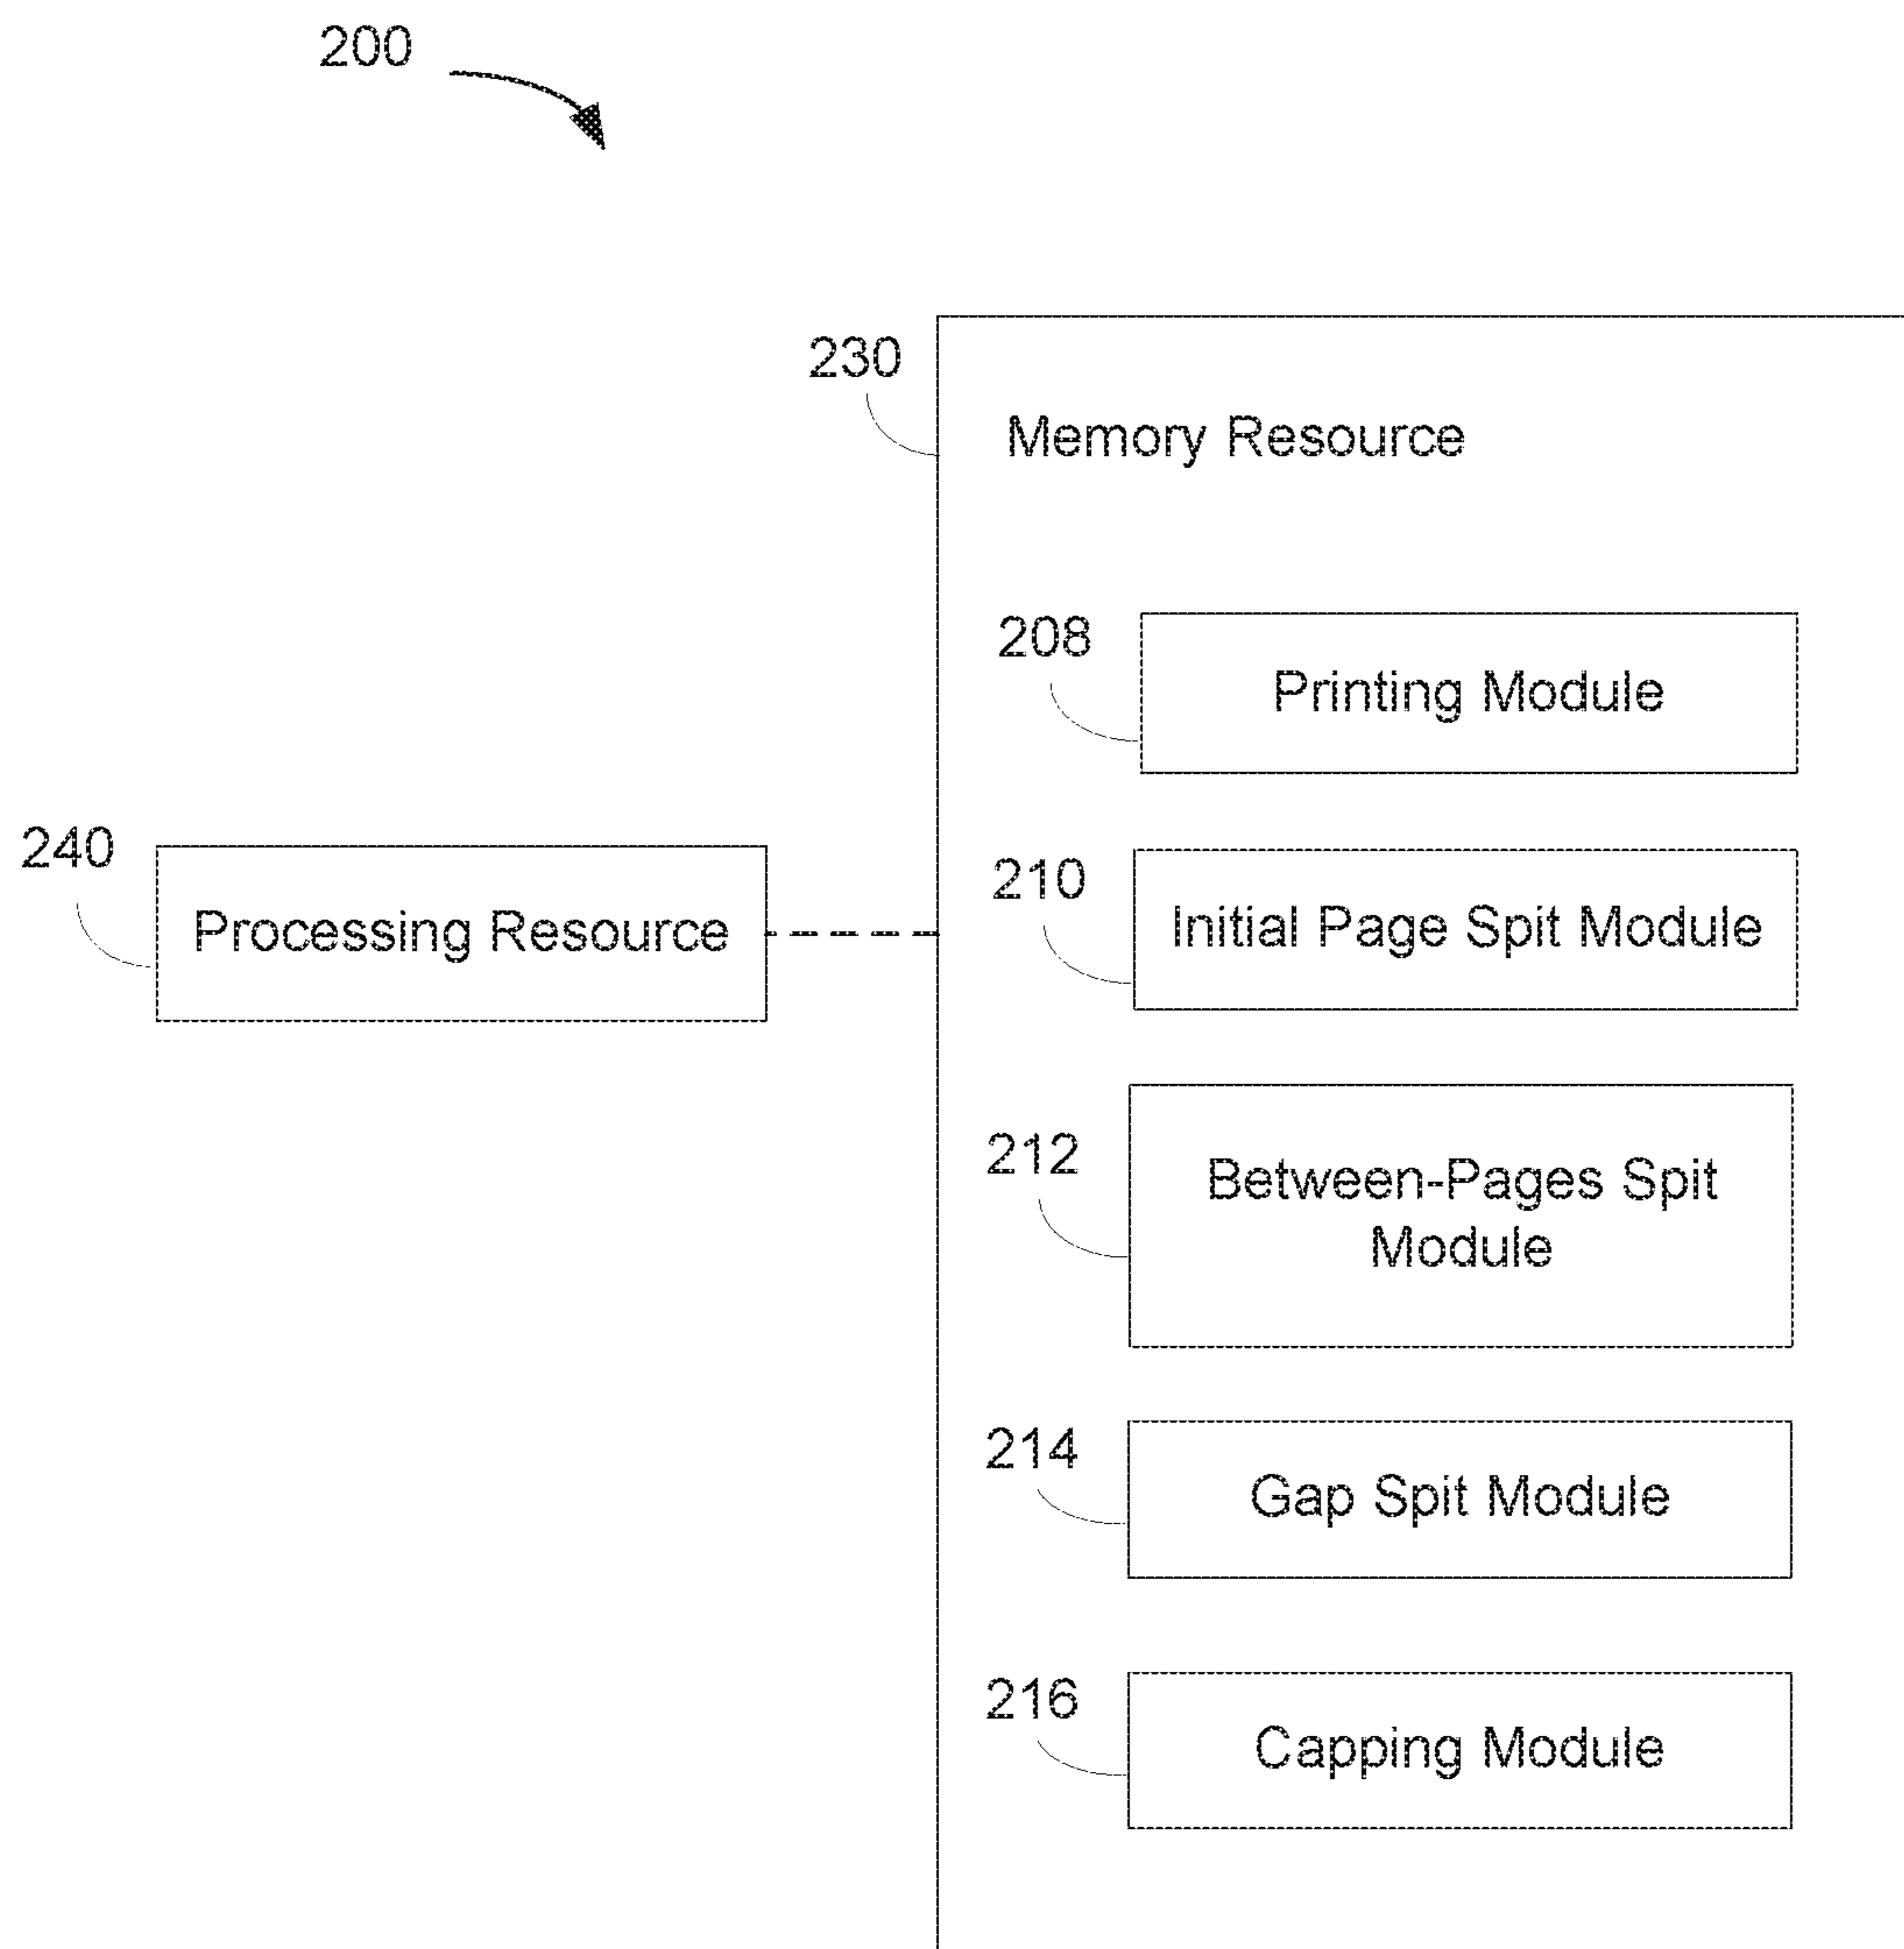 200
230
Memory Resource
208
Printing Module
240
Processing Resource
210
Initial Page Spit Module
212
Between-Pages Spit
Module
214
Gap Spit Module
216
Capping Module